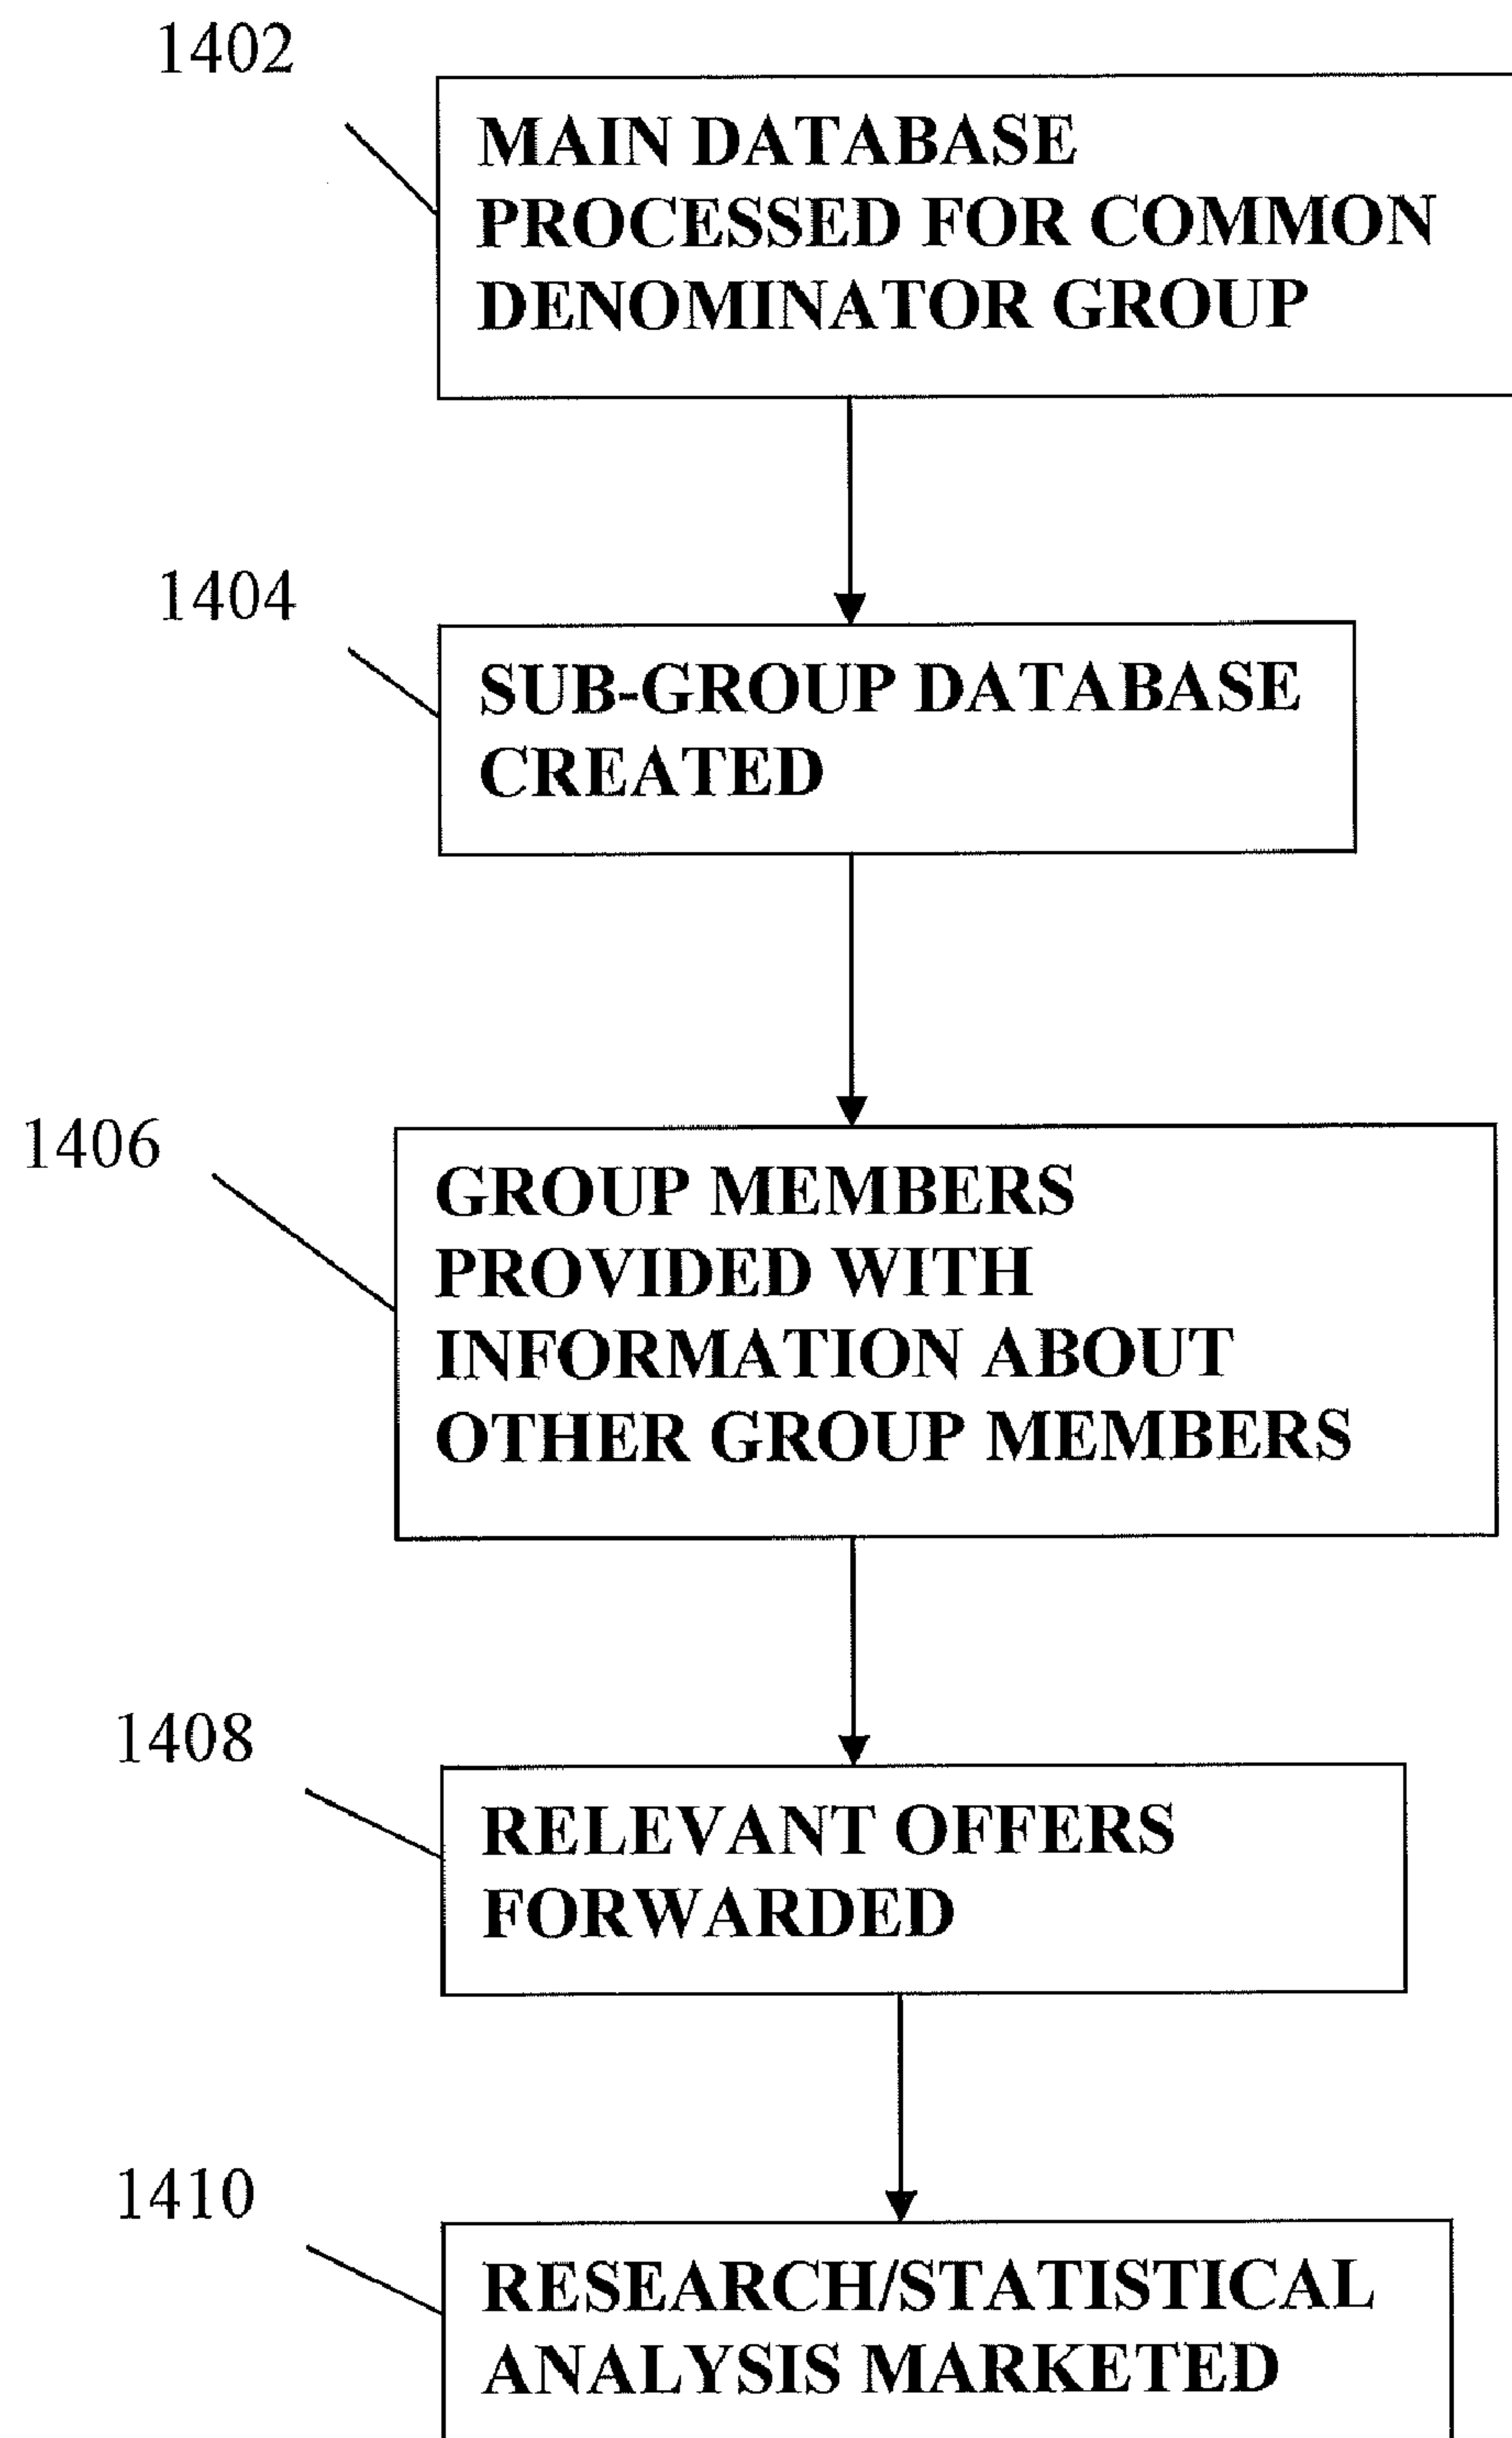 1402
MAIN DATABASE
PROCESSED FOR COMMON
DENOMINATOR GROUP
1404
SUB-GROUP DATABASE
CREATED
1406
GROUP MEMBERS
PROVIDED WITH
INFORMATION ABOUT
OTHER GROUP MEMBERS
1408
RELEVANT OFFERS
FORWARDED
1410
RESEARCH/STATISTICAL
ANALYSIS MARKETED